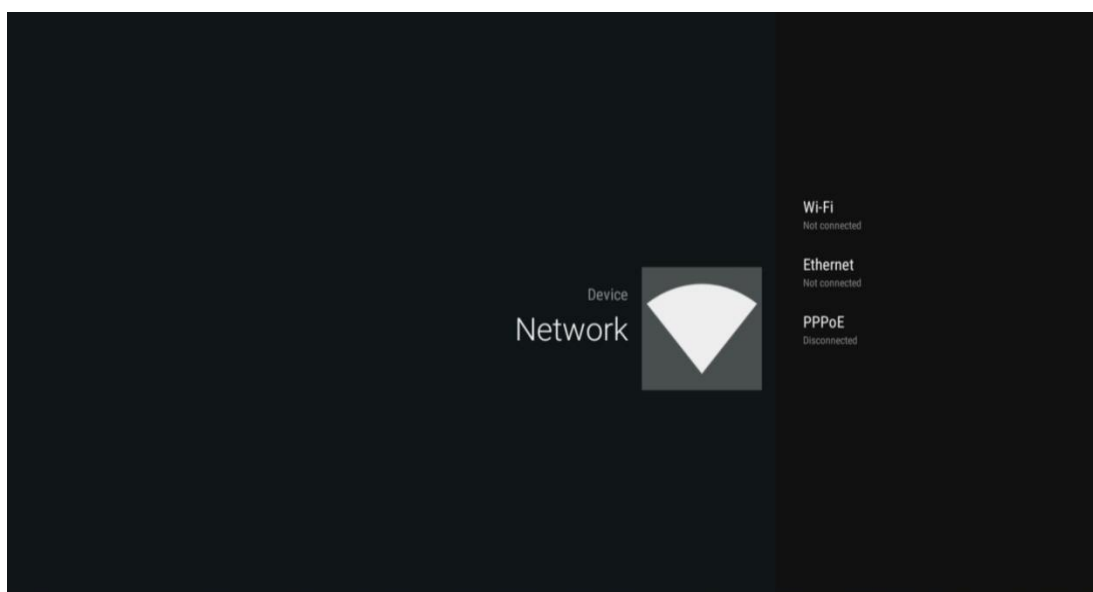 Device
Network
Wi-Fi
Not connected
Ethernet
Not connected
PPPoE
Disconnected